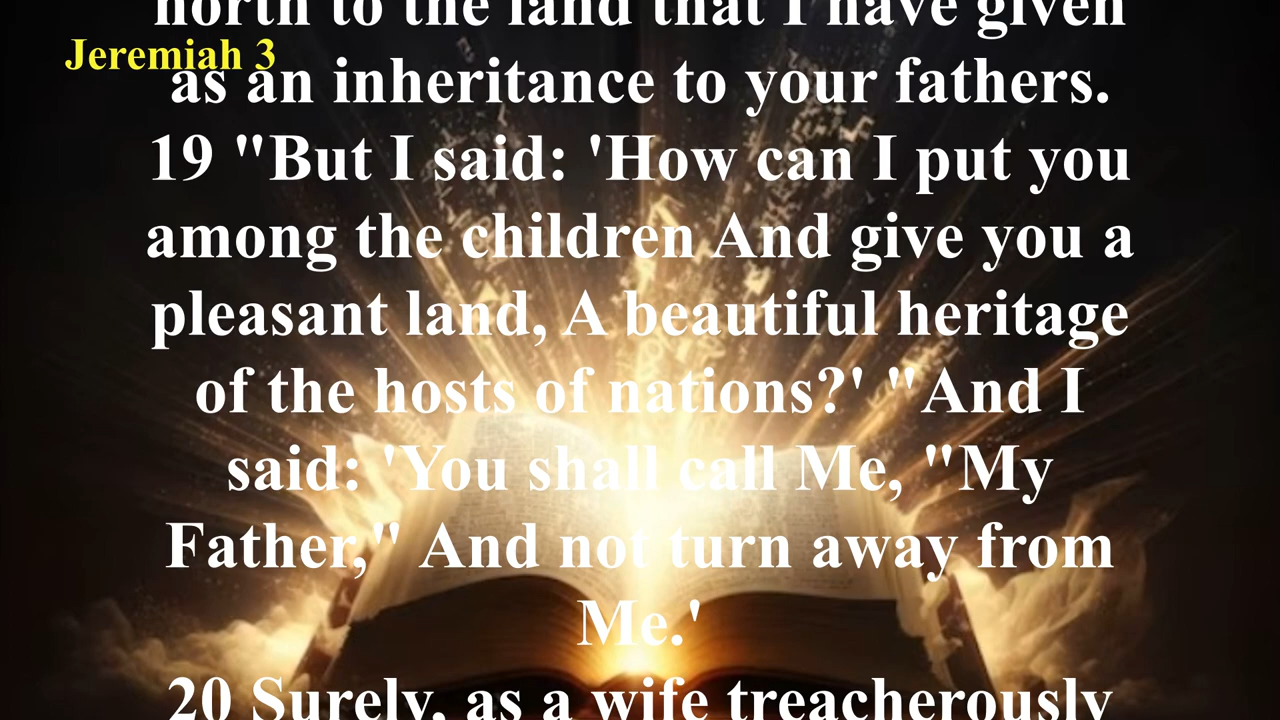 north to the land that I have given
Jeremiah 3
as an inheritance to your fathers.
19 "But I said: 'How can I put you
among the children And give you a
pleasant land, A beautiful heritage
of the hosts of nations?' "And I
said: 'You shall call Me, "My
Father," And not turn away from
Me.'
20 Surely, as a wife treacherously